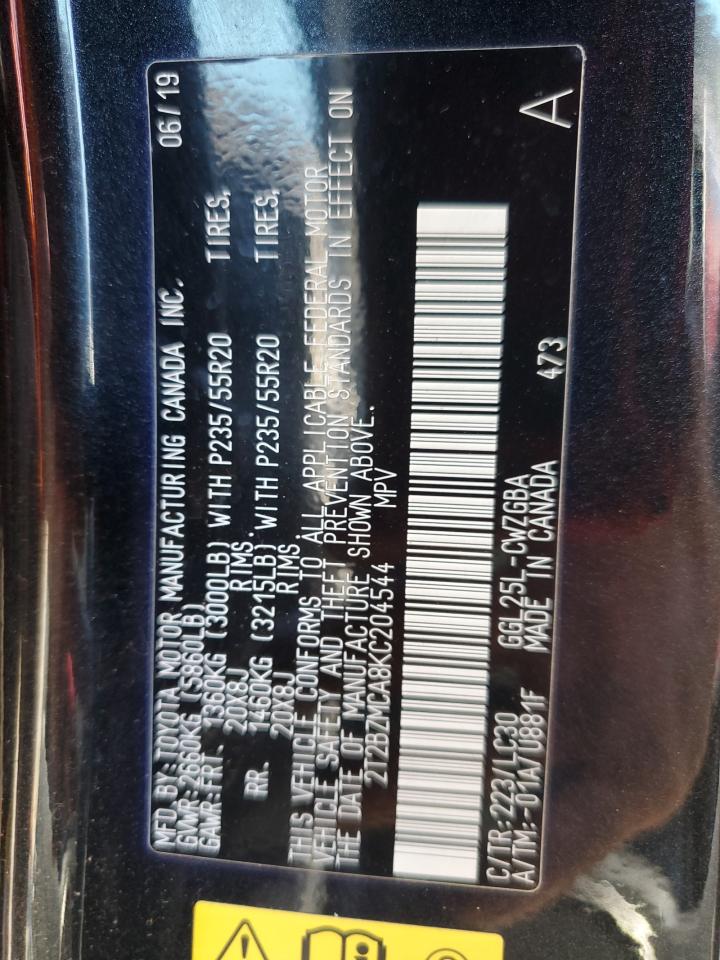 MFD BY:TOYOTA MOTOR MANUFACTURING CANADA INC. 06/19
GVWR:2660KG (5860LB)
GAWR:FRT. 1360KG (3000LB) WITH P235/55R20 TIRES,
20X8J RIMS.
RR. 1460KG (3215LB) WITH P235/55R20 TIRES,
20X8J RIMS.
THIS VEHICLE CONFORMS TO ALL APPLICABLE FEDERAL MOTOR
VEHICLE SAFETY AND THEFT PREVENTION STANDARDS IN EFFECT ON
THE DATE OF MANUFACTURE SHOWN ABOVE.
2T2BZMCA8KC204544 MPV
C/TR:223/LC30 GGL25L-CWZGBA 473 A
A/TM:-01A/U881F MADE IN CANADA